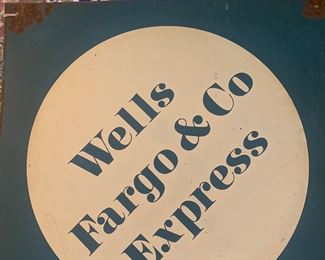 Wells
Fargo & Co
Express